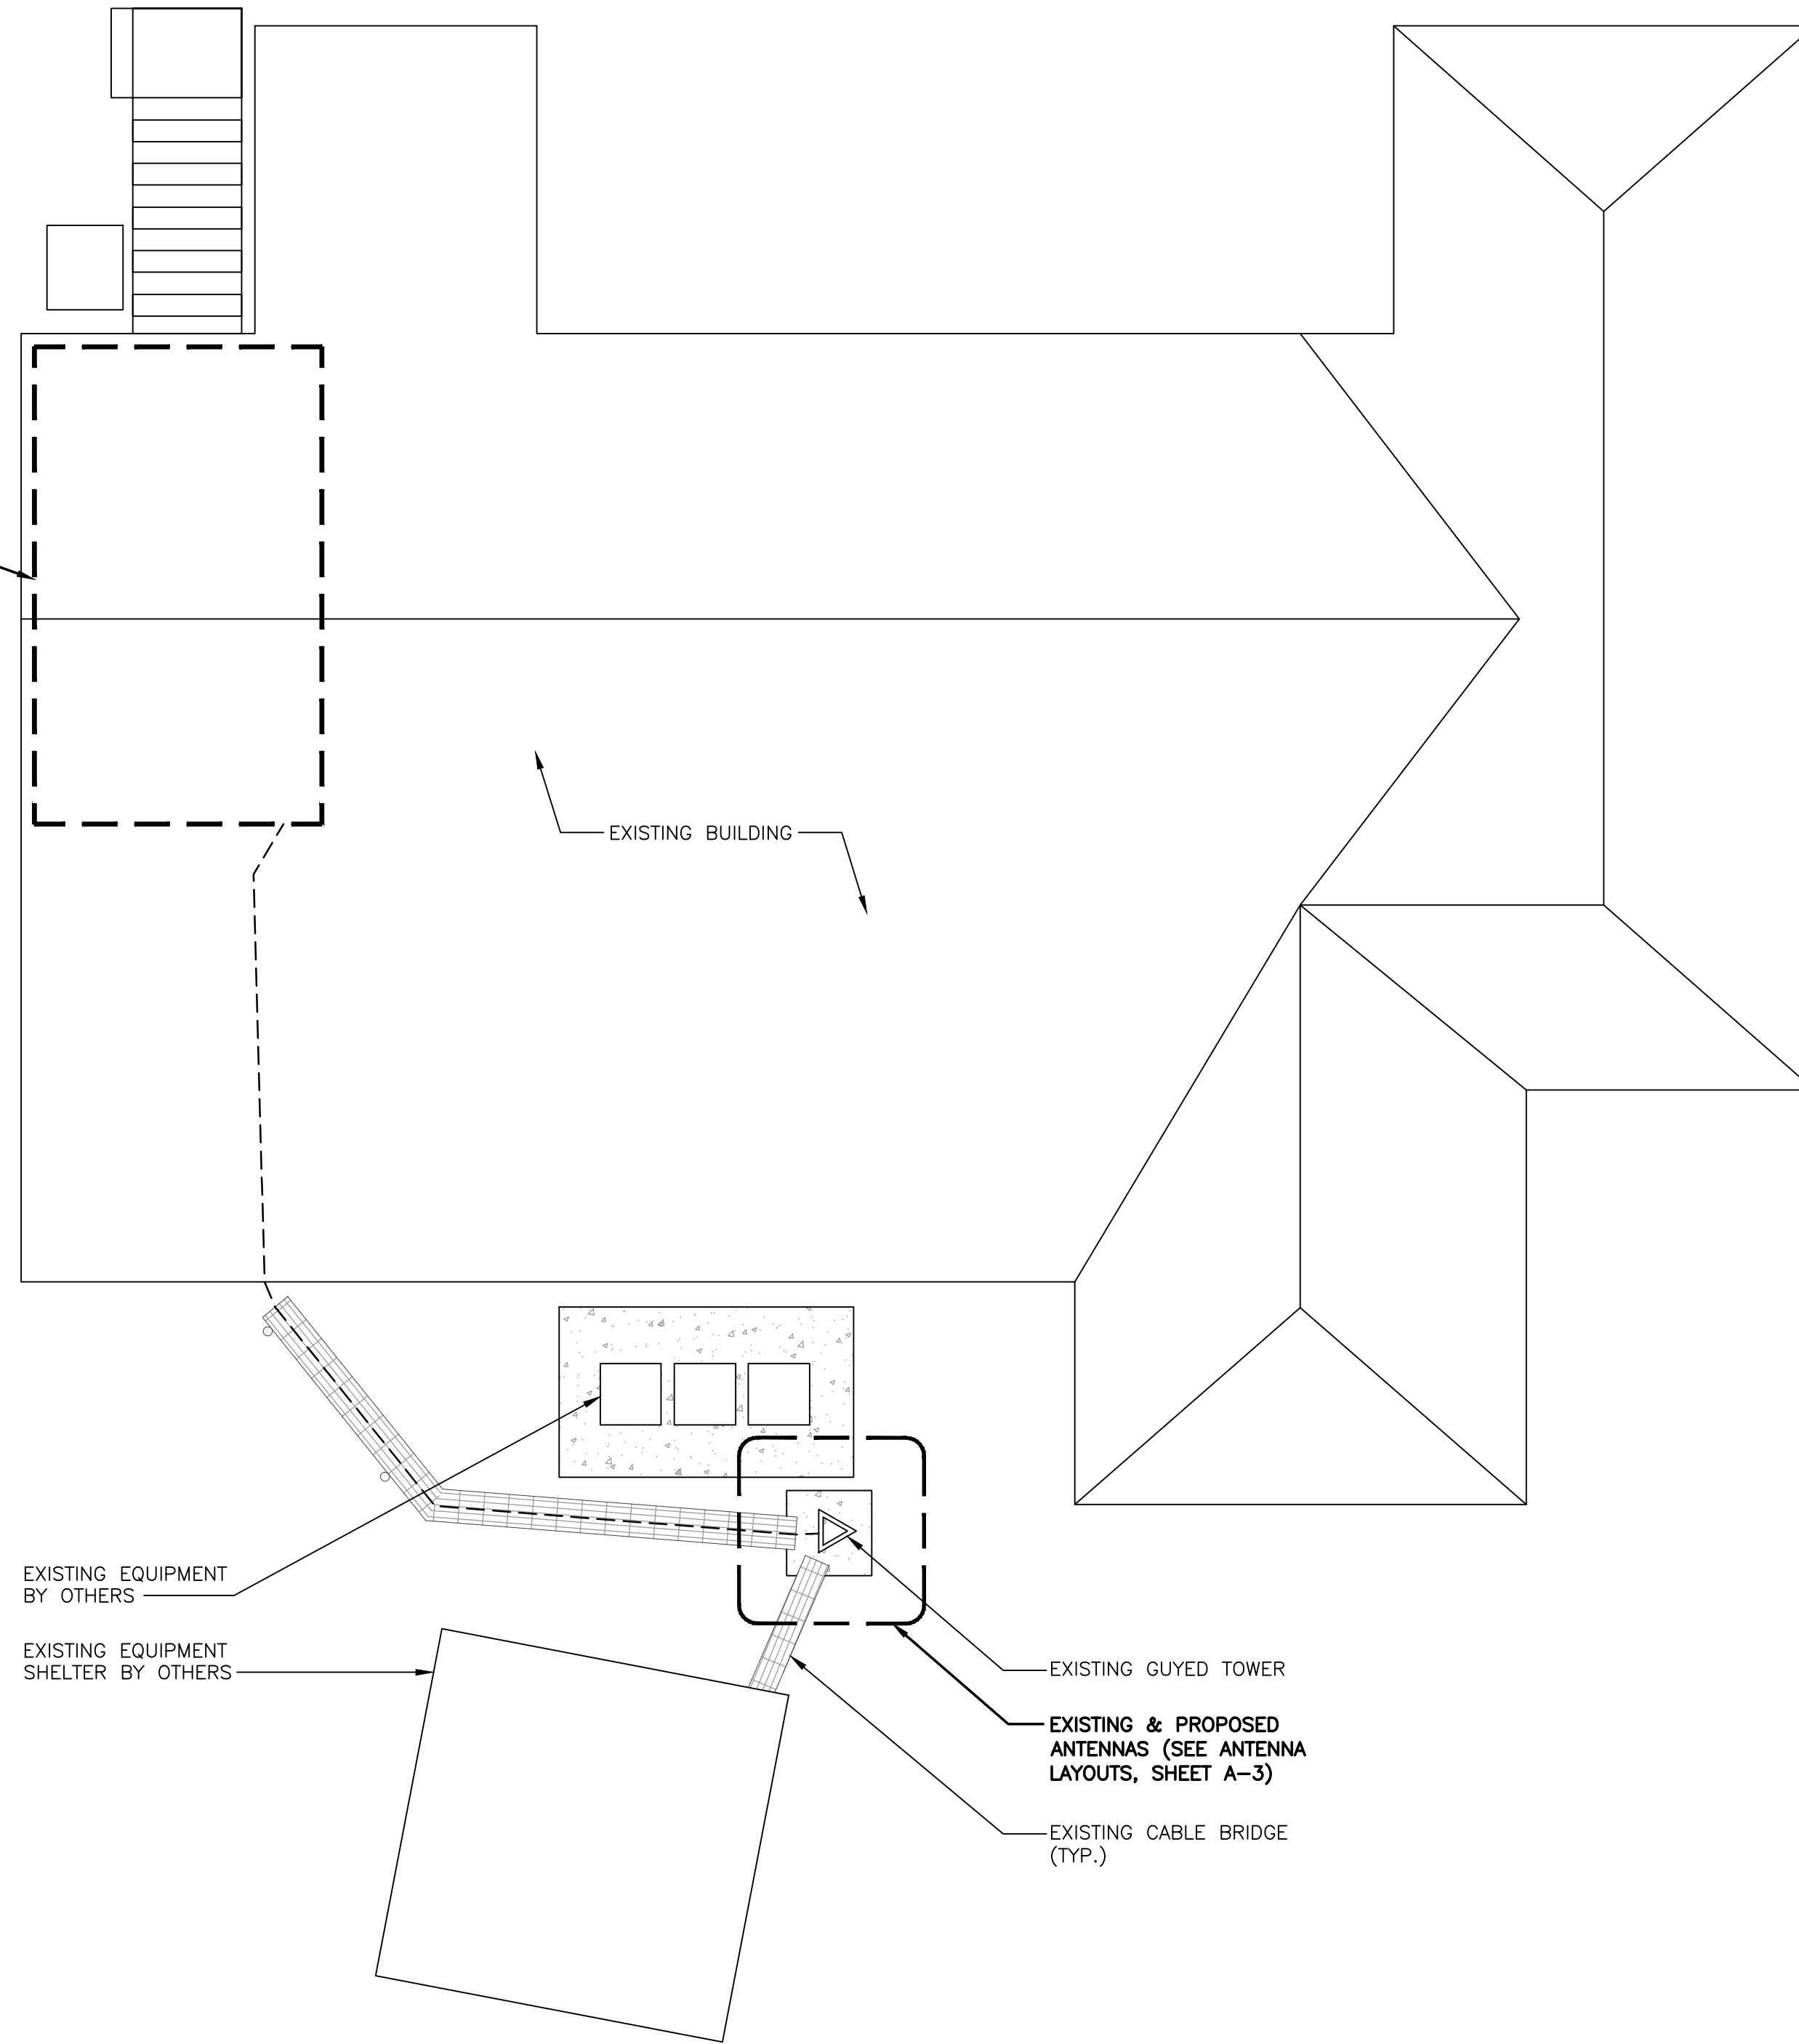 EXISTING BUILDING
EXISTING EQUIPMENT
BY OTHERS
EXISTING EQUIPMENT
SHELTER BY OTHERS
EXISTING GUYED TOWER
EXISTING & PROPOSED
ANTENNAS (SEE ANTENNA
LAYOUTS, SHEET A-3)
EXISTING CABLE BRIDGE
(TYP.)